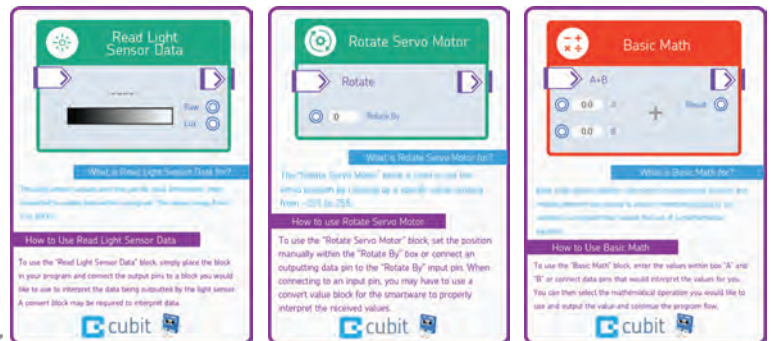 Read Light
Sensor Data
Raw
Lux
What is Read Light Sensor Data for?
How to Use Read Light Sensor Data
To use the "Read Light Sensor Data" block, simply place the block
in your program and connect the output pins to a block you would
like to use to interpret the data being outputted by the light sensor.
A convert block may be required to interpret data.
cubit
Rotate Servo Motor
Rotate
0 Rotate By
What is Rotate Servo Motor for?
The "Rotate Servo Motor" block is used to set the
servo position by rotating by a specific value ranging
from -255 to 255.
How to use Rotate Servo Motor
To use the "Rotate Servo Motor" block, set the position
manually within the "Rotate By" box or connect an
outputting data pin to the "Rotate By" input pin. When
connecting to an input pin, you may have to use a
convert value block for the smartware to properly
interpret the received values.
cubit
Basic Math
A+B
0.0 A
+
Result
0.0 B
What is Basic Math for?
How to Use Basic Math
To use the "Basic Math" block, enter the values within box "A" and
"B" or connect data pins that would interpret the values for you.
You can then select the mathematical operation you would like to
use and output the value and continue the program flow.
cubit